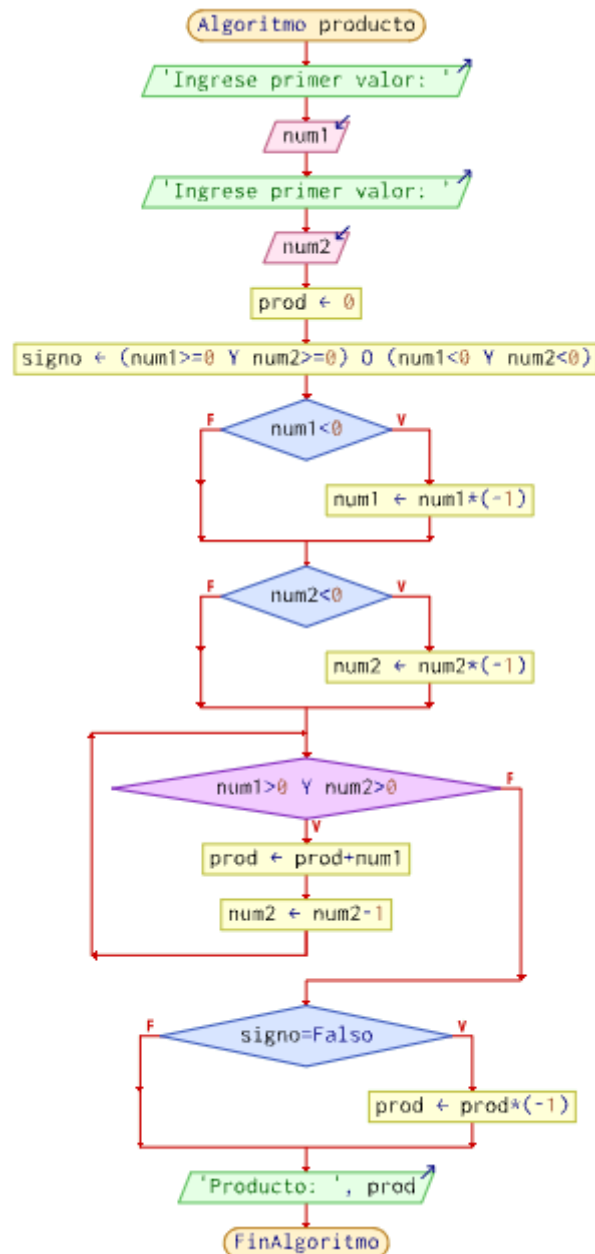 Algoritmo producto
'Ingrese primer valor: '
num1
'Ingrese primer valor: '
num2
prod ← 0
signo ← (num1>=0 Y num2>=0) O (num1<0 Y num2<0)
num1<0
F
V
num1 ← num1*(-1)
num2<0
F
V
num2 ← num2*(-1)
num1>0 Y num2>0
F
V
prod ← prod+num1
num2 ← num2-1
signo=Falso
F
V
prod ← prod*(-1)
'Producto: ', prod
FinAlgoritmo